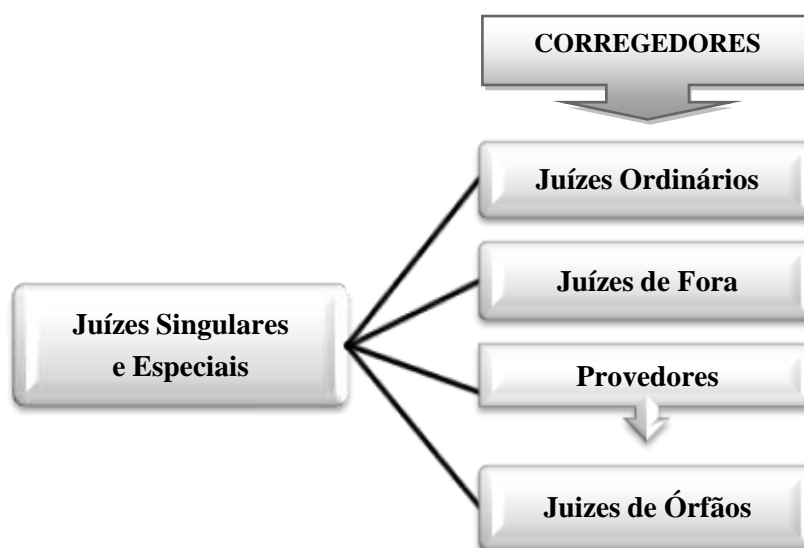 CORREGEDORES
Juízes Ordinários
Juízes de Fora
Juízes Singulares
e Especiais
Provedores
Juizes de Órfãos